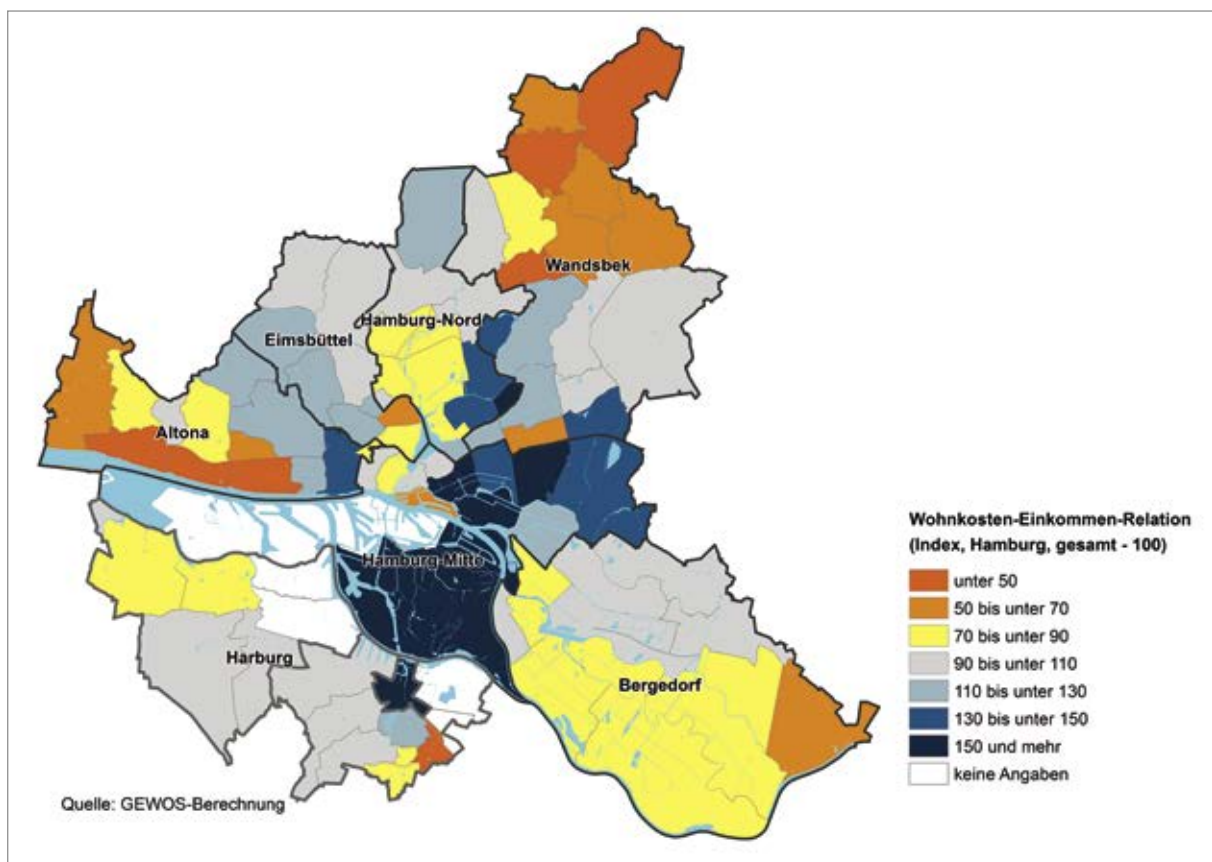 Wandsbek
Hamburg-Nord
Eimsbüttel
Altona
Hamburg-Mitte
Harburg
Bergedorf
Wohnkosten-Einkommen-Relation
(Index, Hamburg, gesamt - 100)
unter 50
50 bis unter 70
70 bis unter 90
90 bis unter 110
110 bis unter 130
130 bis unter 150
150 und mehr
keine Angaben
Quelle: GEWOS-Berechnung